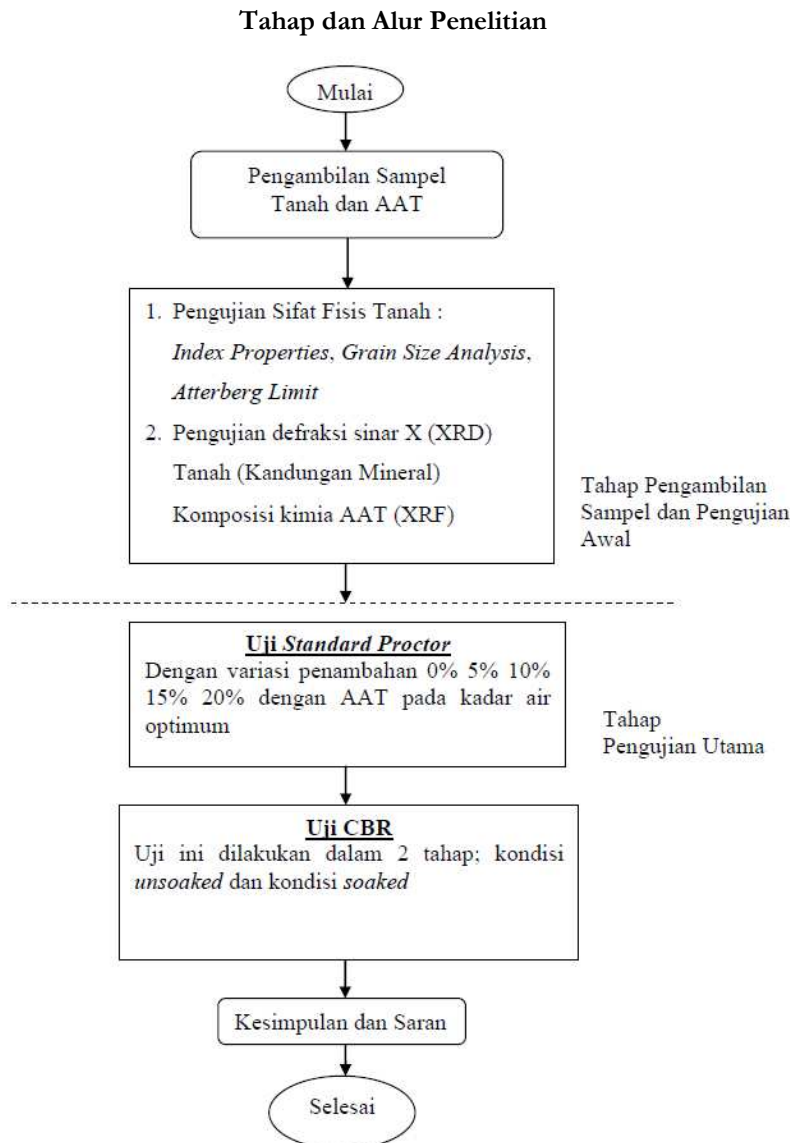 Tahap dan Alur Penelitian
Mulai
Pengambilan Sampel
Tanah dan AAT
1. Pengujian Sifat Fisis Tanah :
Index Properties, Grain Size Analysis,
Atterberg Limit
2. Pengujian defraksi sinar X (XRD)
Tanah (Kandungan Mineral)
Komposisi kimia AAT (XRF)
Tahap Pengambilan
Sampel dan Pengujian
Awal
Uji Standard Proctor
Dengan variasi penambahan 0% 5% 10%
15% 20% dengan AAT pada kadar air
optimum
Tahap
Pengujian Utama
Uji CBR
Uji ini dilakukan dalam 2 tahap; kondisi
unsoaked dan kondisi soaked
Kesimpulan dan Saran
Selesai